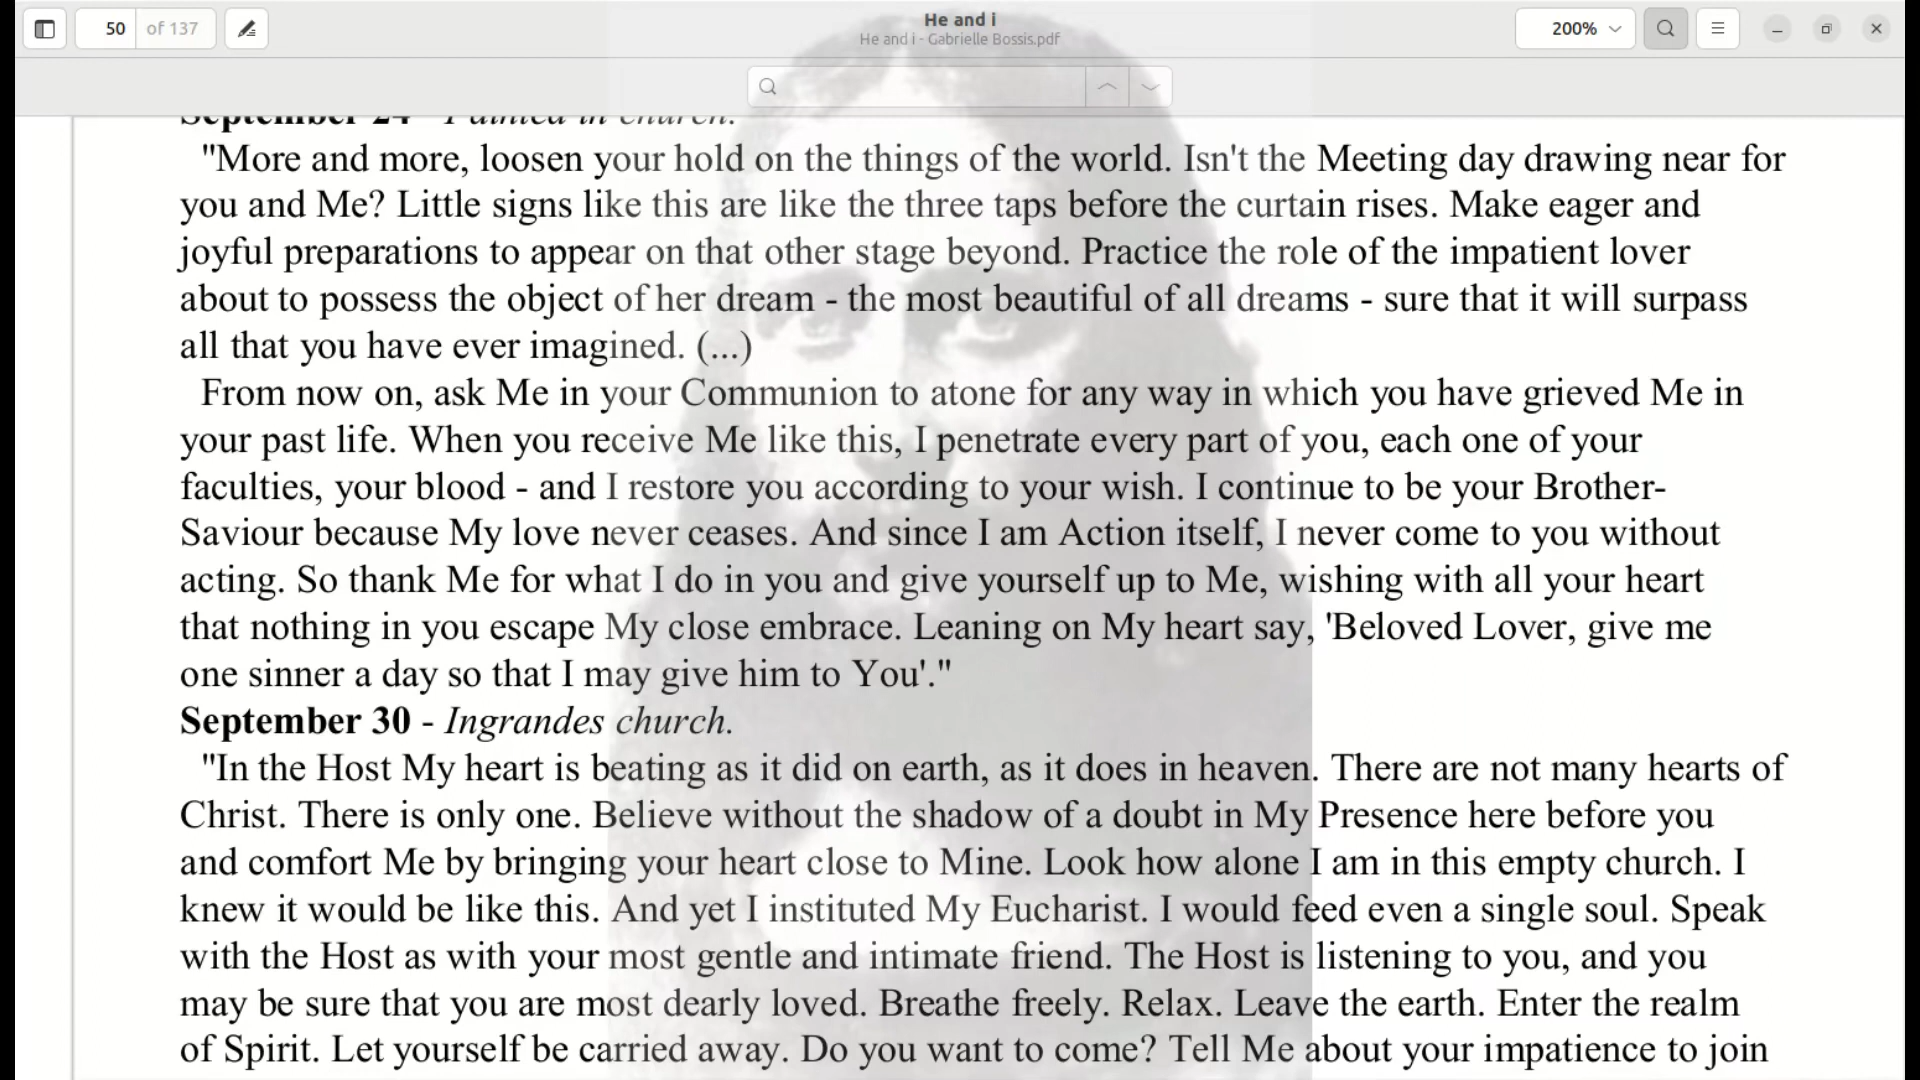 50 of 137
He and i
He and i - Gabrielle Bossis.pdf
200%
September 24 - Fainted in church.
"More and more, loosen your hold on the things of the world. Isn't the Meeting day drawing near for
you and Me? Little signs like this are like the three taps before the curtain rises. Make eager and
joyful preparations to appear on that other stage beyond. Practice the role of the impatient lover
about to possess the object of her dream - the most beautiful of all dreams - sure that it will surpass
all that you have ever imagined. (...)
From now on, ask Me in your Communion to atone for any way in which you have grieved Me in
your past life. When you receive Me like this, I penetrate every part of you, each one of your
faculties, your blood - and I restore you according to your wish. I continue to be your Brother-
Saviour because My love never ceases. And since I am Action itself, I never come to you without
acting. So thank Me for what I do in you and give yourself up to Me, wishing with all your heart
that nothing in you escape My close embrace. Leaning on My heart say, 'Beloved Lover, give me
one sinner a day so that I may give him to You'."
September 30 - Ingrandes church.
"In the Host My heart is beating as it did on earth, as it does in heaven. There are not many hearts of
Christ. There is only one. Believe without the shadow of a doubt in My Presence here before you
and comfort Me by bringing your heart close to Mine. Look how alone I am in this empty church. I
knew it would be like this. And yet I instituted My Eucharist. I would feed even a single soul. Speak
with the Host as with your most gentle and intimate friend. The Host is listening to you, and you
may be sure that you are most dearly loved. Breathe freely. Relax. Leave the earth. Enter the realm
of Spirit. Let yourself be carried away. Do you want to come? Tell Me about your impatience to join